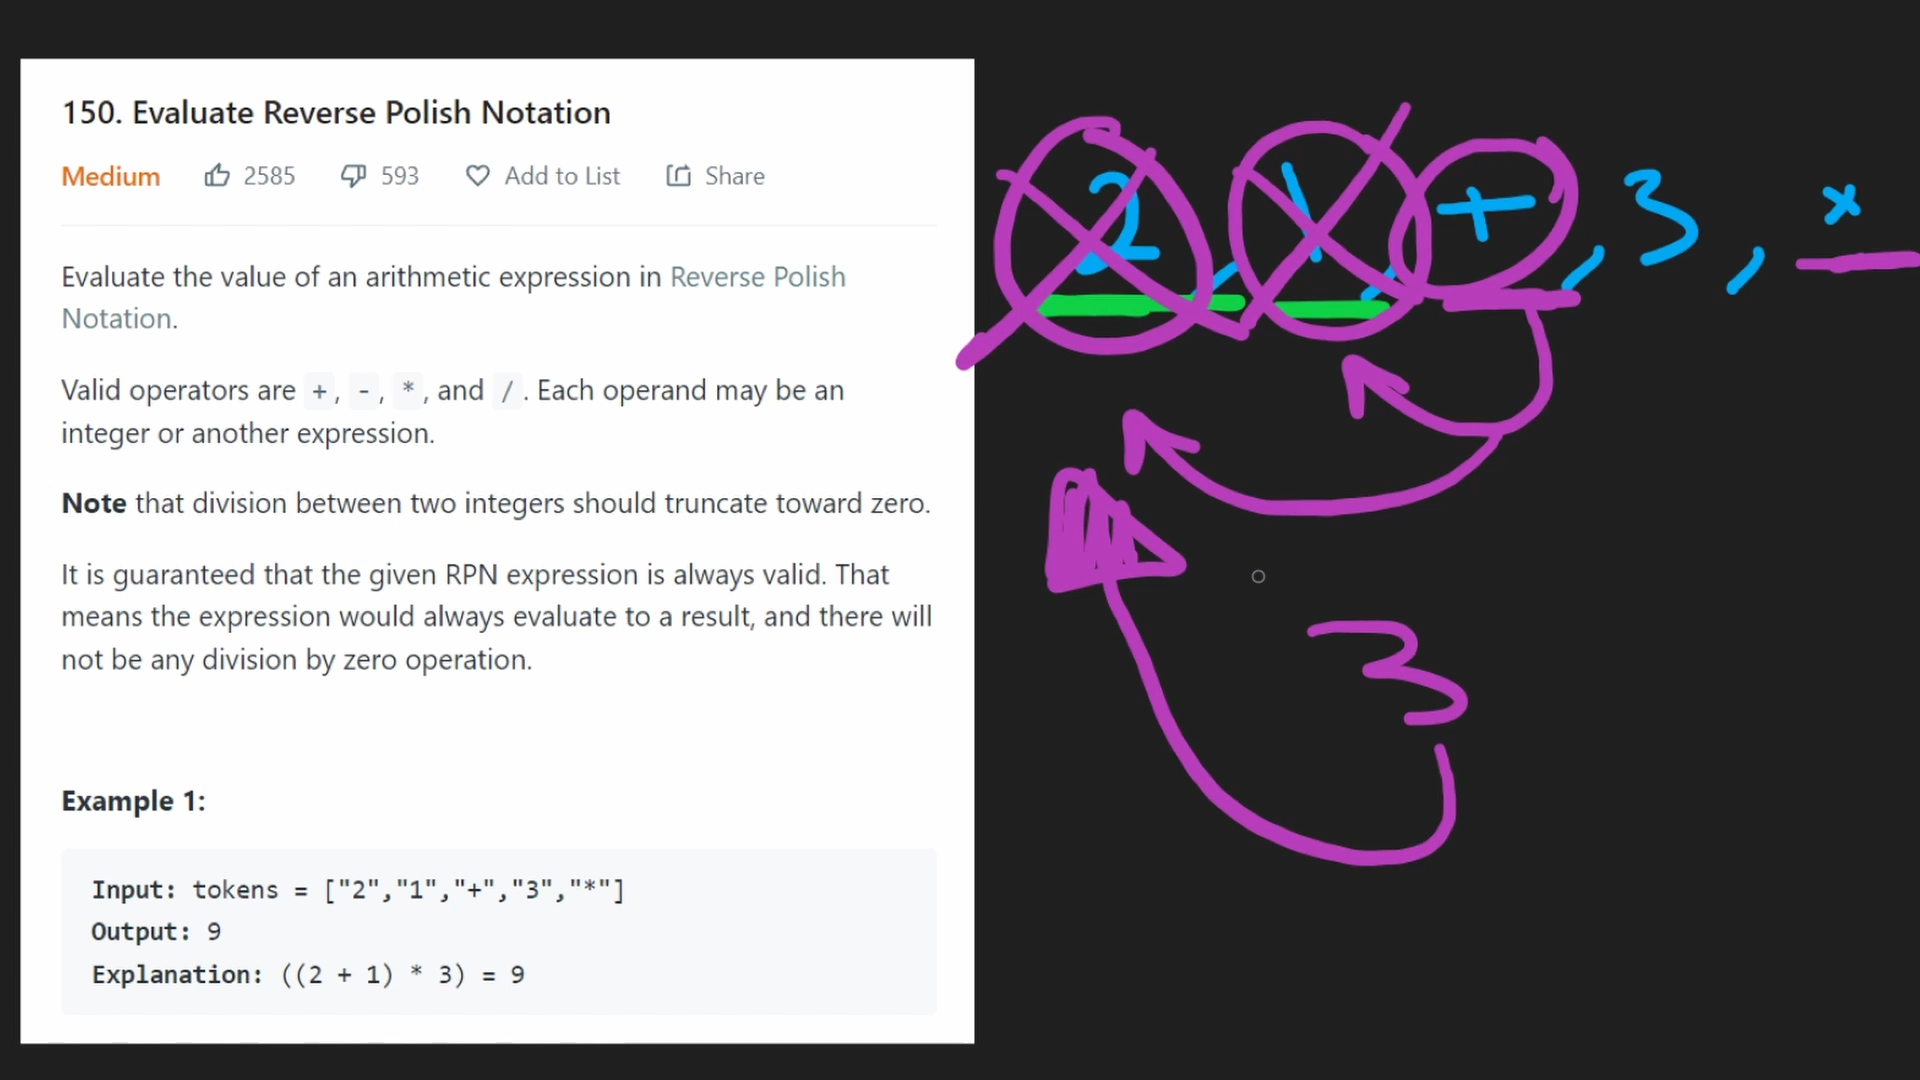 150. Evaluate Reverse Polish Notation
Medium 2585 593 Add to List Share
Evaluate the value of an arithmetic expression in Reverse Polish
Notation.
Valid operators are +, -, *, and /. Each operand may be an
integer or another expression.
Note that division between two integers should truncate toward zero.
It is guaranteed that the given RPN expression is always valid. That
means the expression would always evaluate to a result, and there will
not be any division by zero operation.
Example 1:
Input: tokens = ["2","1","+","3","*"]
Output: 9
Explanation: ((2 + 1) * 3) = 9
2, 1, +, 3, *
3